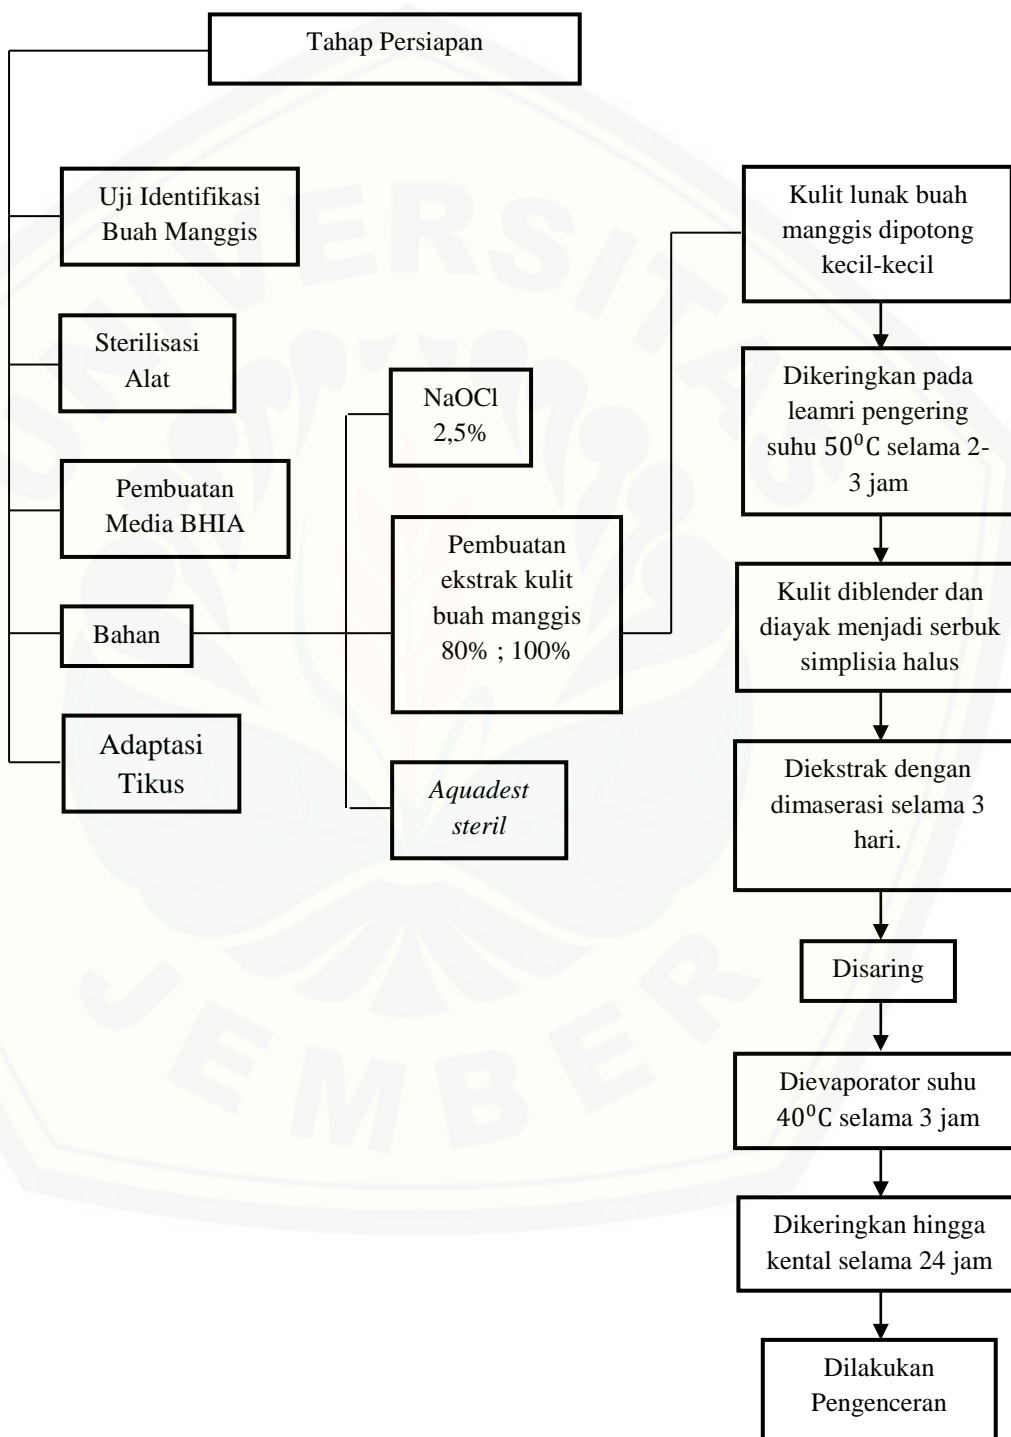 Tahap Persiapan
Uji Identifikasi
Buah Manggis
Sterilisasi
Alat
Pembuatan
Media BHIA
Bahan
Adaptasi
Tikus
NaOCl
2,5%
Pembuatan
ekstrak kulit
buah manggis
80% ; 100%
Aquadest
steril
Kulit lunak buah
manggis dipotong
kecil-kecil
Dikeringkan pada
leamri pengering
suhu 50⁰C selama 2-
3 jam
Kulit diblender dan
diayak menjadi serbuk
simplisia halus
Diekstrak dengan
dimaserasi selama 3
hari.
Disaring
Dievaporator suhu
40⁰C selama 3 jam
Dikeringkan hingga
kental selama 24 jam
Dilakukan
Pengenceran
UNIVERSITAS
JEMBER